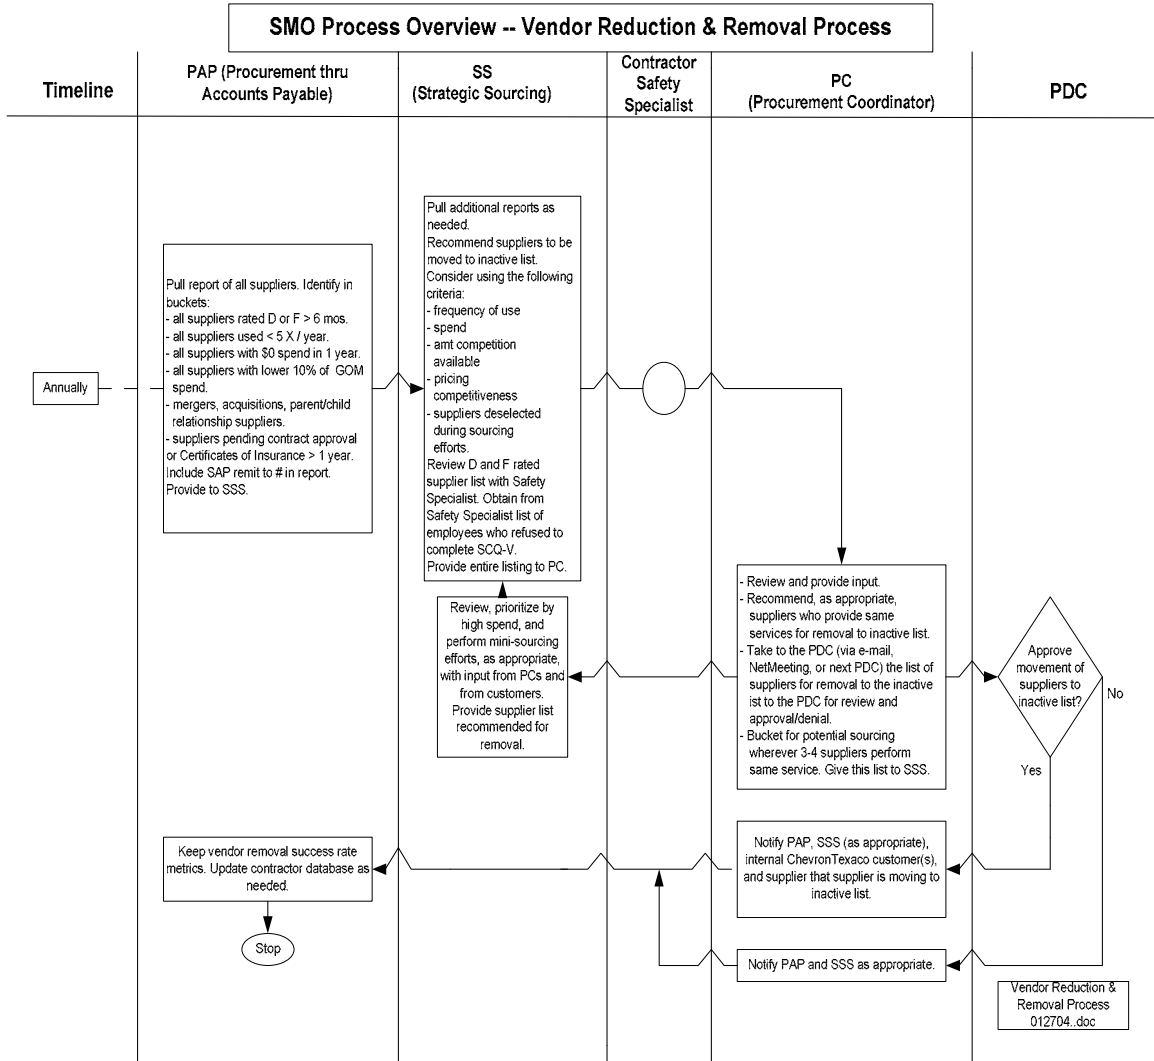 SMO Process Overview -- Vendor Reduction & Removal Process
Timeline
PAP (Procurement thru
Accounts Payable)
SS
(Strategic Sourcing)
Contractor
Safety
Specialist
PC
(Procurement Coordinator)
PDC
Annually
Pull report of all suppliers. Identify in
buckets:
- all suppliers rated D or F > 6 mos.
- all suppliers used < 5 X / year.
- all suppliers with $0 spend in 1 year.
- all suppliers with lower 10% of GOM
spend.
- mergers, acquisitions, parent/child
relationship suppliers.
- suppliers pending contract approval
or Certificates of Insurance > 1 year.
Include SAP remit to # in report.
Provide to SSS.
Pull additional reports as
needed.
Recommend suppliers to be
moved to inactive list.
Consider using the following
criteria:
- frequency of use
- spend
- amt competition
available
- pricing
competitiveness
- suppliers deselected
during sourcing
efforts.
Review D and F rated
supplier list with Safety
Specialist. Obtain from
Safety Specialist list of
employees who refused to
complete SCQ-V.
Provide entire listing to PC.
Review, prioritize by
high spend, and
perform mini-sourcing
efforts, as appropriate,
with input from PCs and
from customers.
Provide supplier list
recommended for
removal.
- Review and provide input.
- Recommend, as appropriate,
suppliers who provide same
services for removal to inactive list.
- Take to the PDC (via e-mail,
NetMeeting, or next PDC) the list of
suppliers for removal to the inactive
ist to the PDC for review and
approval/denial.
- Bucket for potential sourcing
wherever 3-4 suppliers perform
same service. Give this list to SSS.
Approve
movement of
suppliers to
inactive list?
No
Yes
Notify PAP, SSS (as appropriate),
internal ChevronTexaco customer(s),
and supplier that supplier is moving to
inactive list.
Keep vendor removal success rate
metrics. Update contractor database as
needed.
Stop
Notify PAP and SSS as appropriate.
Vendor Reduction &
Removal Process
012704..doc